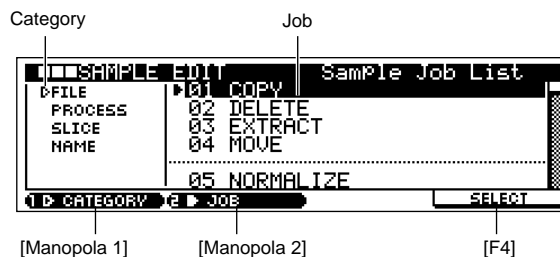 Category Job
SAMPLE EDIT Sample Job List
FILE 01 COPY
PROCESS 02 DELETE
SLICE 03 EXTRACT
NAME 04 MOVE
05 NORMALIZE
1 CATEGORY 2 JOB SELECT
[Manopola 1] [Manopola 2] [F4]